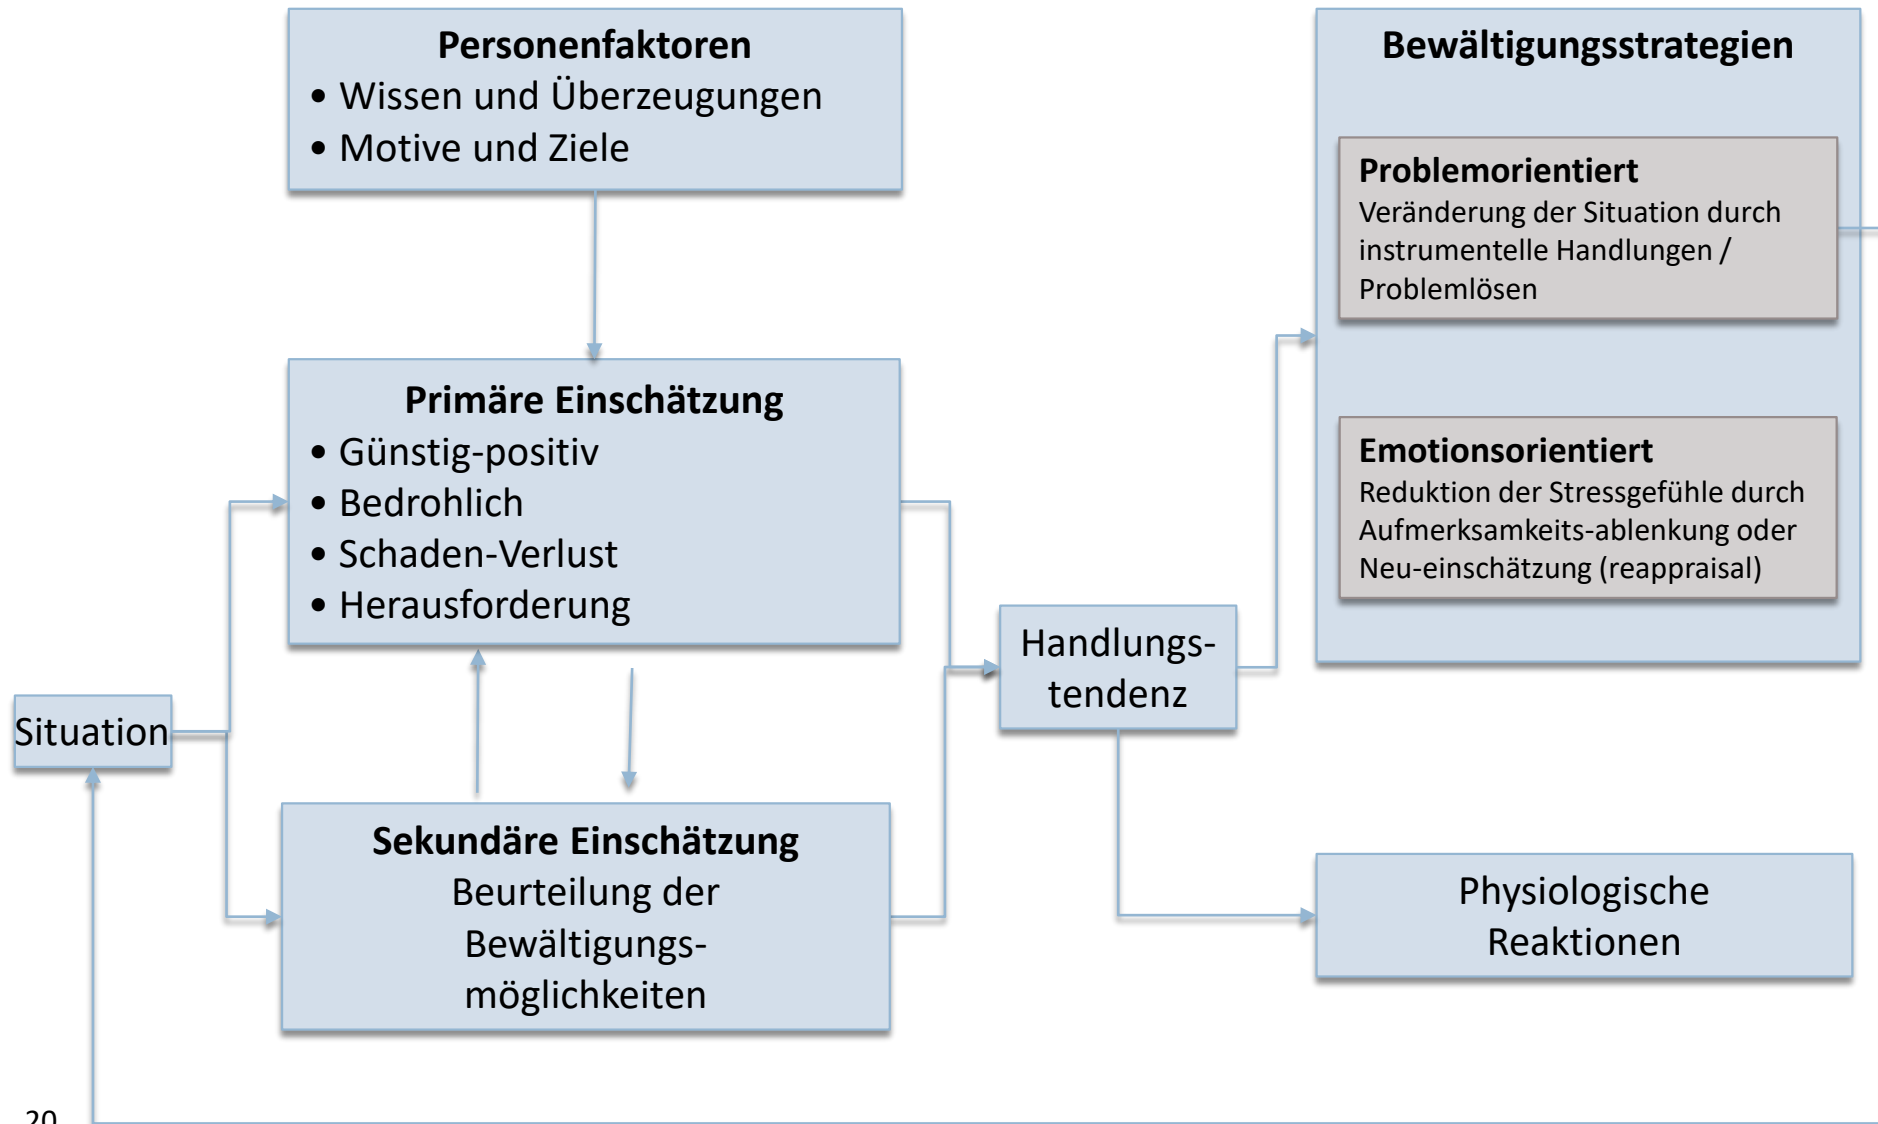 Personenfaktoren
• Wissen und Überzeugungen
• Motive und Ziele
Primäre Einschätzung
• Günstig-positiv
• Bedrohlich
• Schaden-Verlust
• Herausforderung
Situation
Sekundäre Einschätzung
Beurteilung der
Bewältigungs-
möglichkeiten
Handlungs-
tendenz
Bewältigungsstrategien
Problemorientiert
Veränderung der Situation durch
instrumentelle Handlungen /
Problemlösen
Emotionsorientiert
Reduktion der Stressgefühle durch
Aufmerksamkeits-ablenkung oder
Neu-einschätzung (reappraisal)
Physiologische
Reaktionen
20